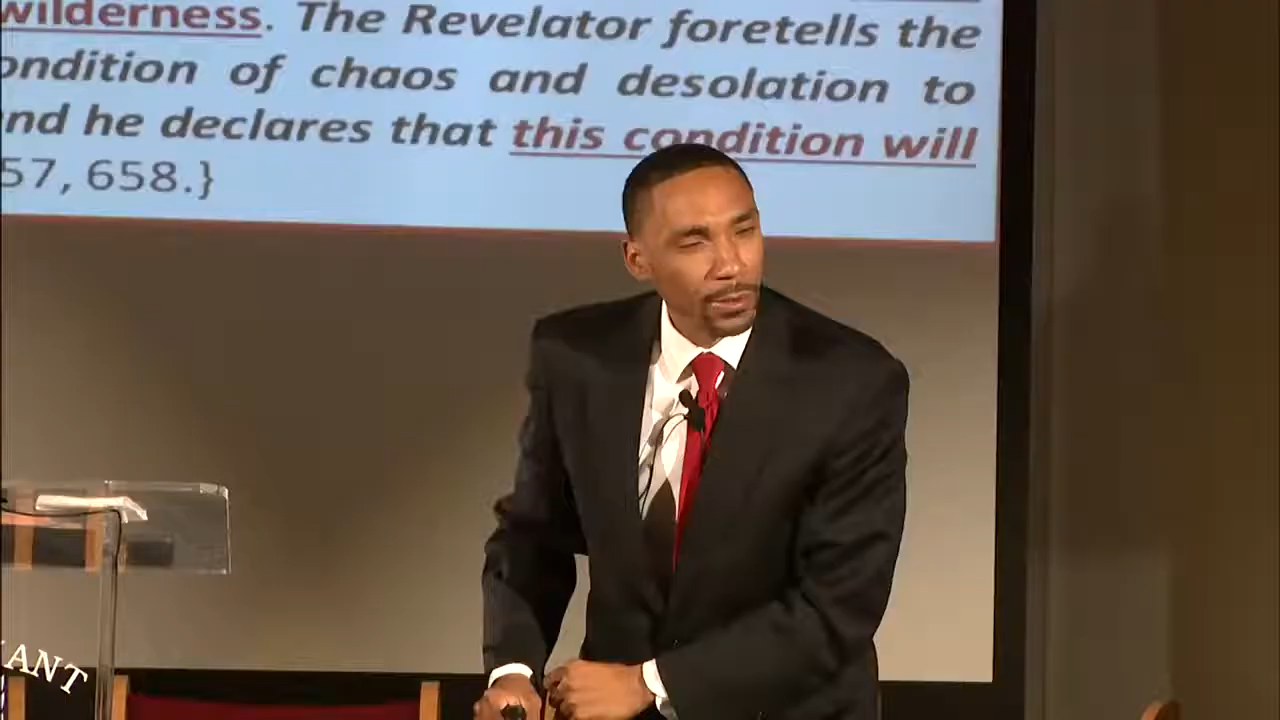 wilderness. The Revelator foretells the
ondition of chaos and desolation to
nd he declares that this condition will
57, 658.}
ANT